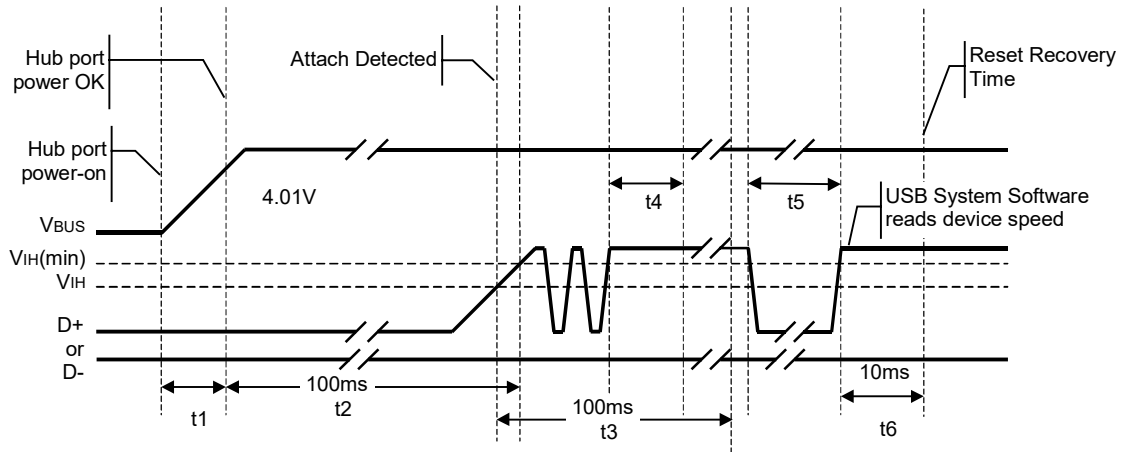 Hub port
power OK
Attach Detected
Reset Recovery
Time
Hub port
power-on
4.01V
t4
t5
USB System Software
reads device speed
VBUS
VIH(min)
VIH
D+
or
D-
100ms
10ms
t1
t2
100ms
t3
t6